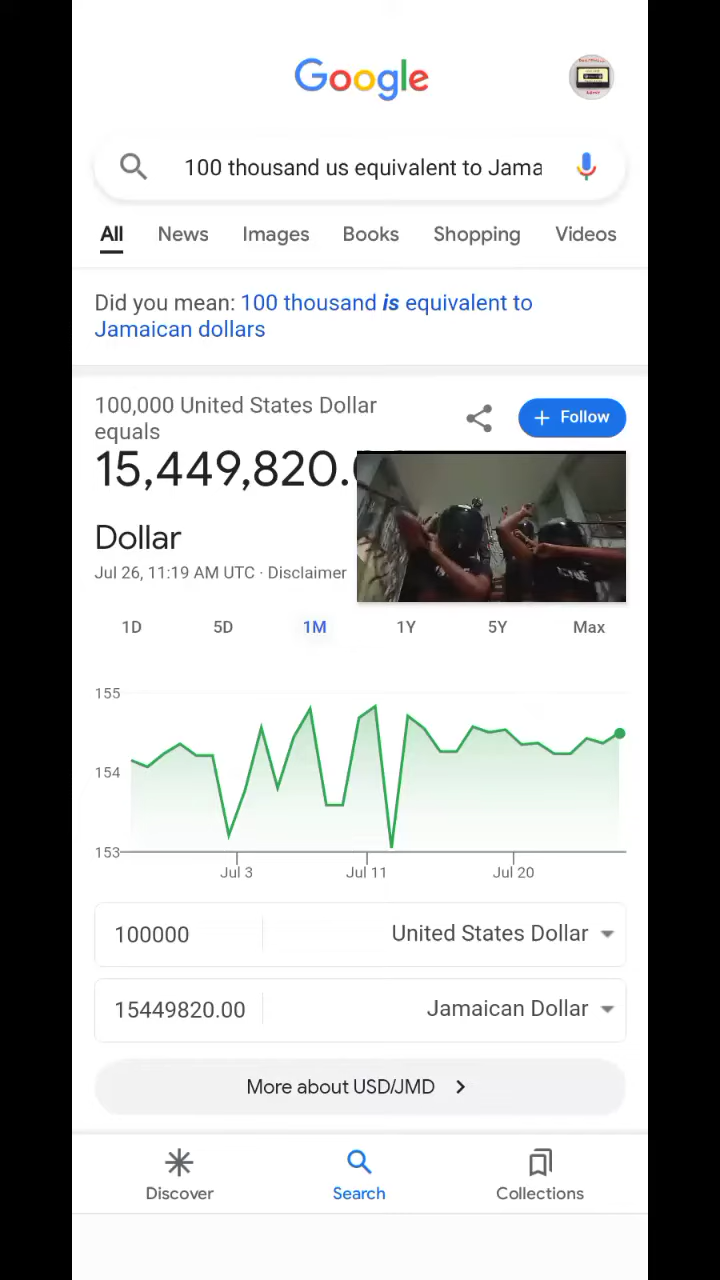 Google
100 thousand us equivalent to Jama
All News Images Books Shopping Videos
Did you mean: 100 thousand is equivalent to
Jamaican dollars
100,000 United States Dollar
equals
Follow
15,449,820.
Dollar
Jul 26, 11:19 AM UTC · Disclaimer
1D 5D 1M 1Y 5Y Max
155
154
153
Jul 3 Jul 11 Jul 20
100000 United States Dollar
15449820.00 Jamaican Dollar
More about USD/JMD
Discover Search Collections